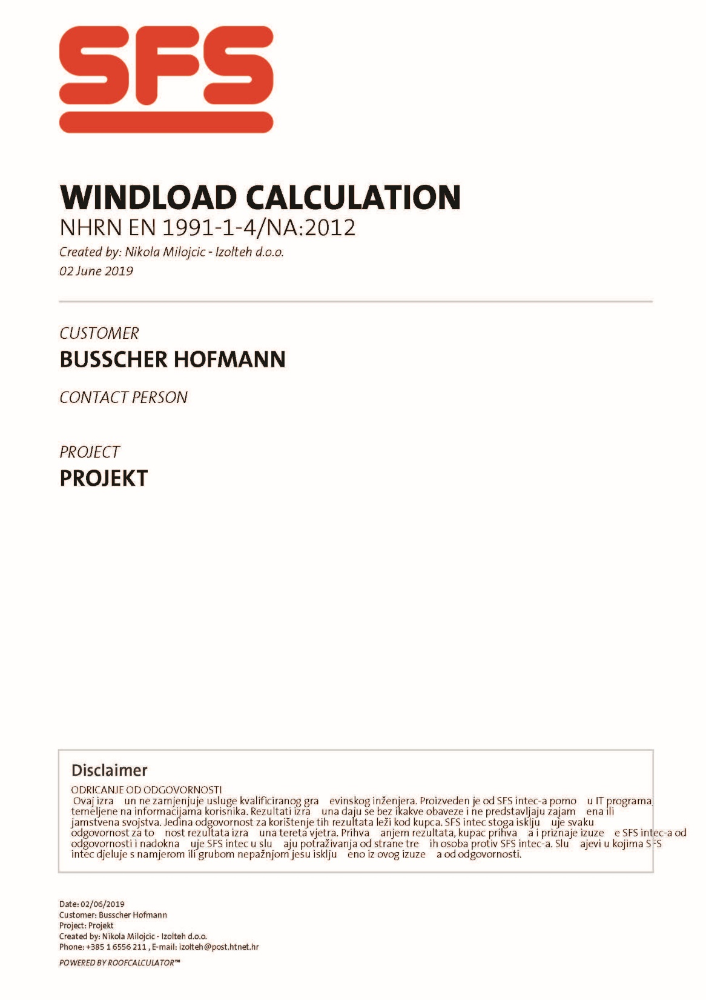 SFS
WINDLOAD CALCULATION
NHRN EN 1991-1-4/NA:2012
Created by: Nikola Milojcic - Izolteh d.o.o.
02 June 2019
CUSTOMER
BUSSCHER HOFMANN
CONTACT PERSON
PROJECT
PROJEKT
Disclaimer
ODRICANJE OD ODGOVORNOSTI
Ovaj izra un ne zamjenjuje usluge kvalificiranog gra evinskog inženjera. Proizveden je od SFS intec-a pomo u IT programa,
temeljene na informacijama korisnika. Rezultati izra una daju se bez ikakve obaveze i ne predstavljaju zajam ena ili
jamstvena svojstva. Jedina odgovornost za korištenje tih rezultata leži kod kupca. SFS intec stoga isklju uje svaku
odgovornost za to nost rezultata izra una tereta vjetra. Prihva anjem rezultata, kupac prihva a i priznaje izuze e SFS intec-a od
odgovornosti i nadokna uje SFS intec u slu aju potraživanja od strane tre ih osoba protiv SFS intec-a. Slu ajevi u kojima SFS
intec djeluje s namjerom ili grubom nepažnjom jesu isklju eno iz ovog izuze a od odgovornosti.
Date: 02/06/2019
Customer: Busscher Hofmann
Project: Projekt
Created by: Nikola Milojcic - Izolteh d.o.o.
Phone: +385 1 6556 211 , E-mail: izolteh@post.htnet.hr
POWERED BY ROOFCALCULATOR™